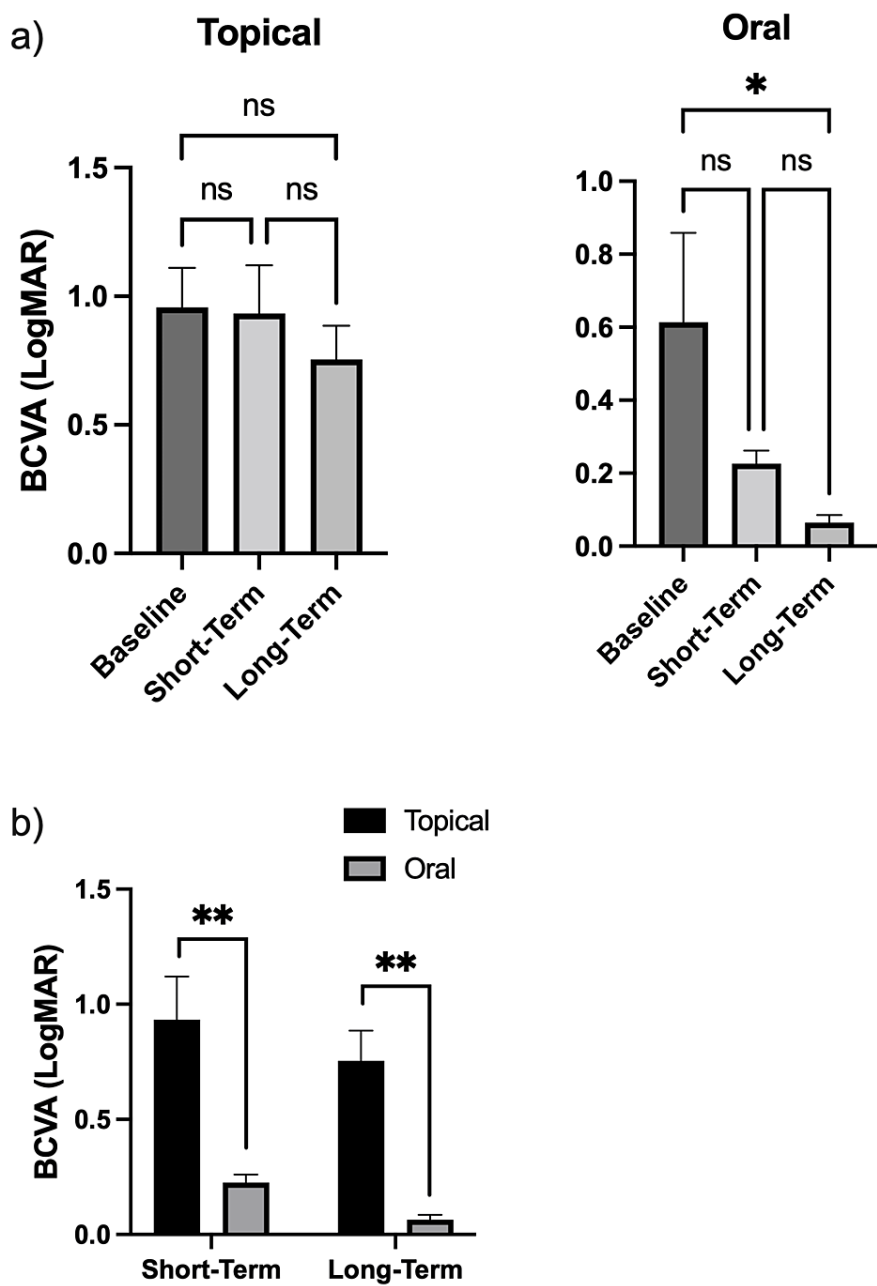 a)
Topical
Oral
ns
ns
ns
*
ns
ns
BCVA (LogMAR)
1.5
1.0
0.5
0.0
1.0
0.8
0.6
0.4
0.2
0.0
Baseline
Short-Term
Long-Term
Baseline
Short-Term
Long-Term
b)
Topical
Oral
**
**
BCVA (LogMAR)
1.5
1.0
0.5
0.0
Short-Term
Long-Term